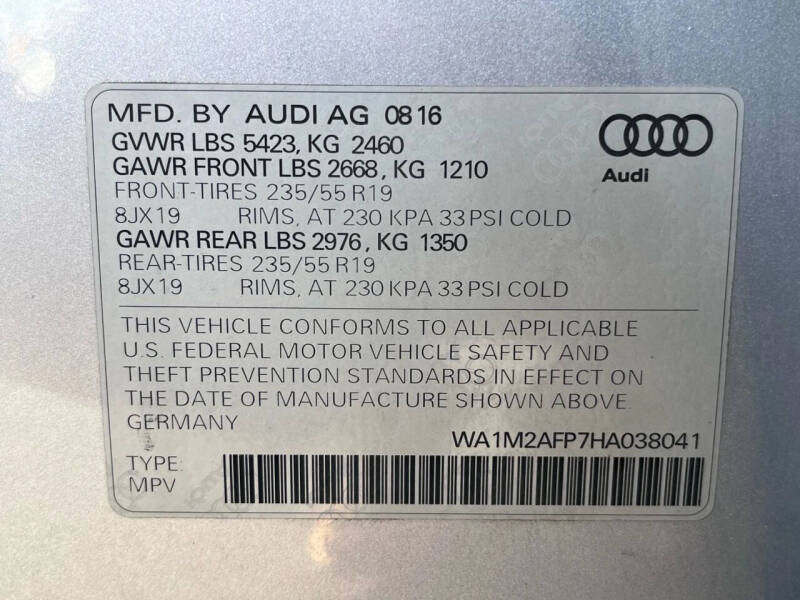 MFD. BY AUDI AG 0816
GVWR LBS 5423, KG 2460
GAWR FRONT LBS 2668, KG 1210
FRONT-TIRES 235/55 R19
8JX19 RIMS, AT 230 KPA 33 PSI COLD
GAWR REAR LBS 2976, KG 1350
REAR-TIRES 235/55 R19
8JX19 RIMS, AT 230 KPA 33 PSI COLD
Audi
THIS VEHICLE CONFORMS TO ALL APPLICABLE
U.S. FEDERAL MOTOR VEHICLE SAFETY AND
THEFT PREVENTION STANDARDS IN EFFECT ON
THE DATE OF MANUFACTURE SHOWN ABOVE.
GERMANY
WA1M2AFP7HA038041
TYPE:
MPV